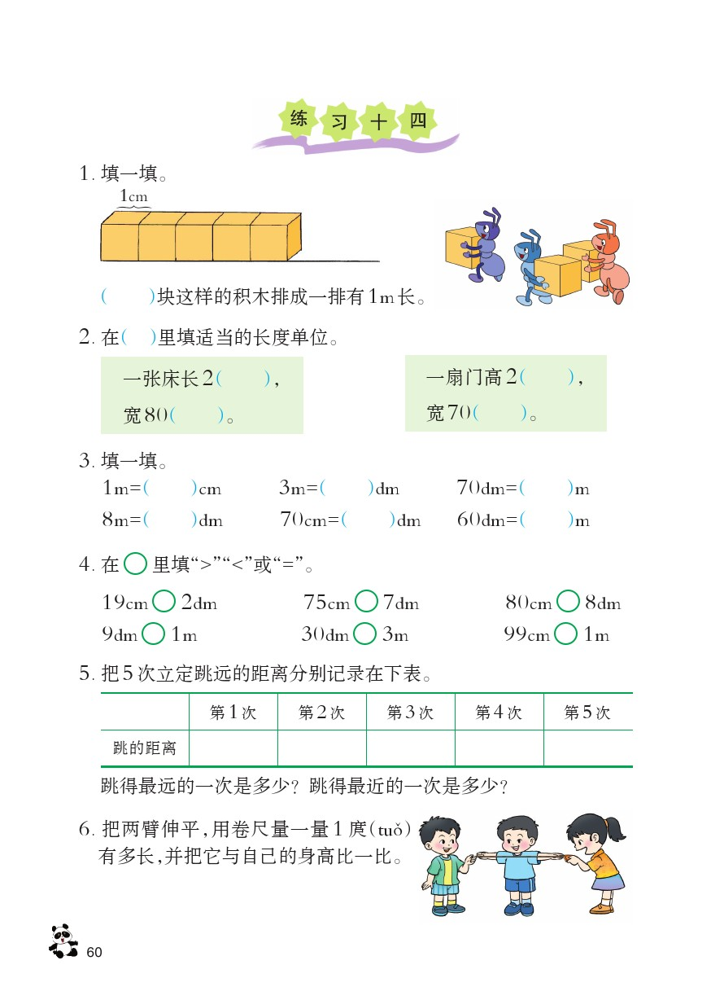 练习十四
1. 填一填。
1cm
(　　)块这样的积木排成一排有1m长。
2. 在(　)里填适当的长度单位。
一张床长2(　　)，
宽80(　　)。
一扇门高2(　　)，
宽70(　　)。
3. 填一填。
1m=(　　)cm　3m=(　　)dm　70dm=(　　)m
8m=(　　)dm　70cm=(　　)dm　60dm=(　　)m
4. 在○里填“>”“<”或“=”。
19cm○2dm　75cm○7dm　80cm○8dm
9dm○1m　30dm○3m　99cm○1m
5. 把5次立定跳远的距离分别记录在下表。
第1次　第2次　第3次　第4次　第5次
跳的距离
跳得最远的一次是多少？跳得最近的一次是多少？
6. 把两臂伸平，用卷尺量一量1庹(tuǒ)
有多长，并把它与自己的身高比一比。
60